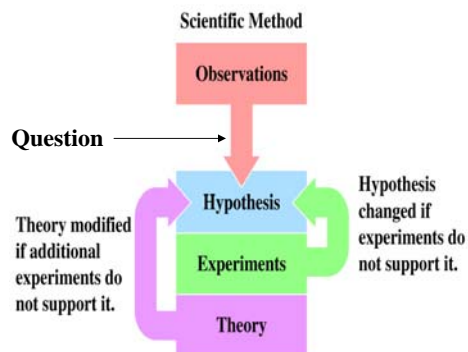 Scientific Method
Observations
Question
Hypothesis
Hypothesis
changed if
experiments do
not support it.
Theory modified
if additional
experiments do
not support it.
Experiments
Theory